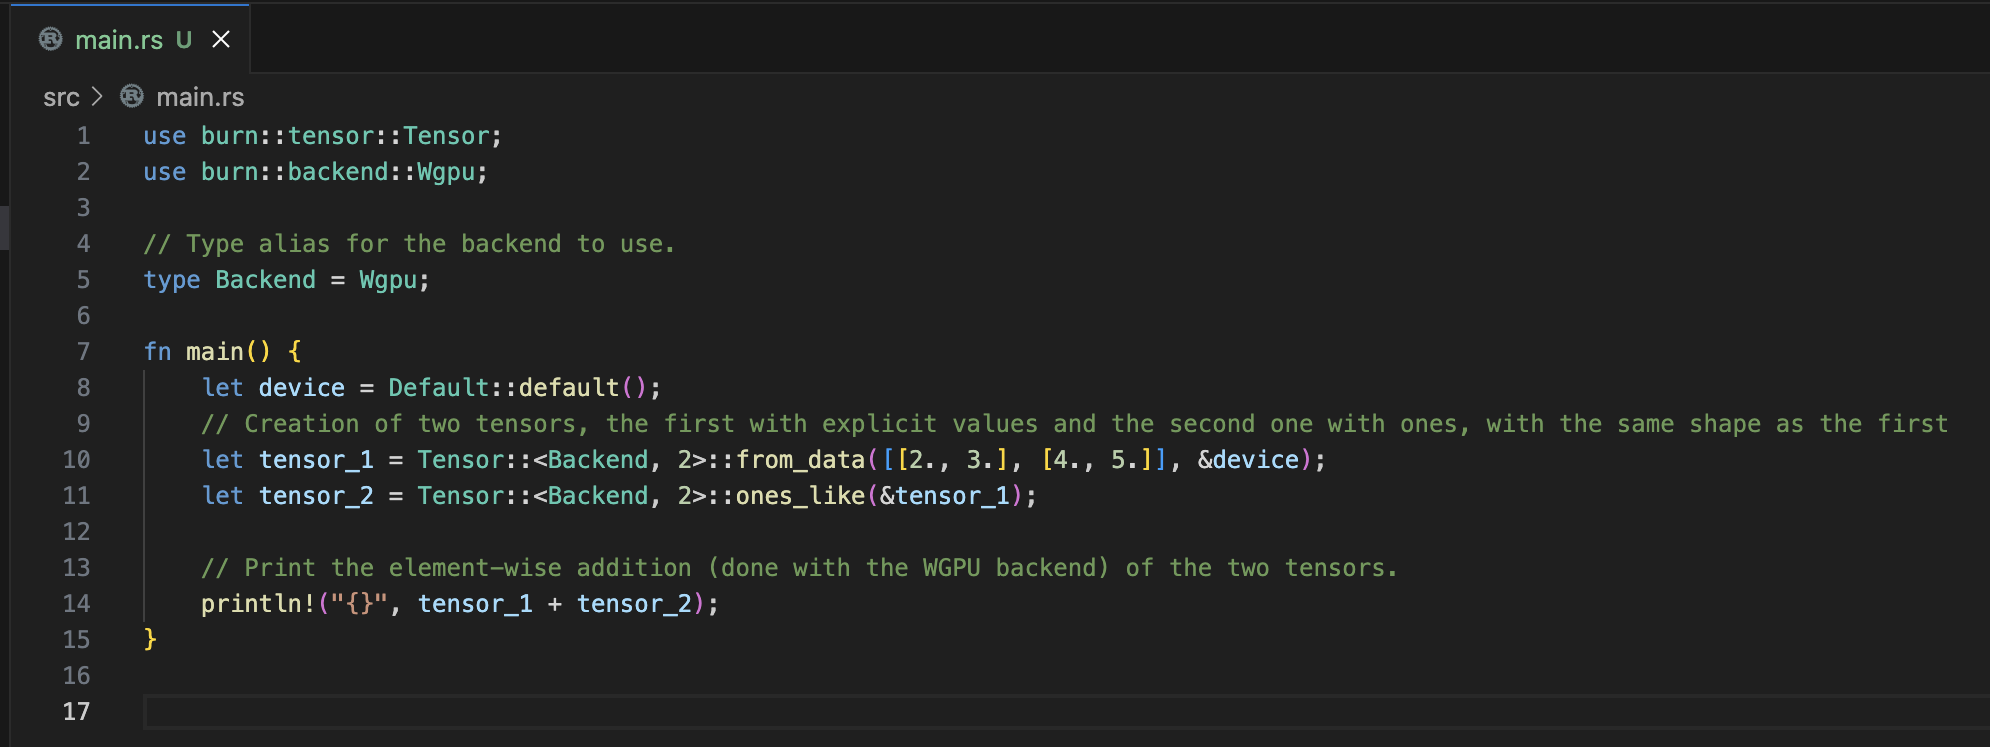 main.rs U
src > main.rs
1 use burn::tensor::Tensor;
2 use burn::backend::Wgpu;
3
4 // Type alias for the backend to use.
5 type Backend = Wgpu;
6
7 fn main() {
8     let device = Default::default();
9     // Creation of two tensors, the first with explicit values and the second one with ones, with the same shape as the first
10     let tensor_1 = Tensor::<Backend, 2>::from_data([[2., 3.], [4., 5.]], &device);
11     let tensor_2 = Tensor::<Backend, 2>::ones_like(&tensor_1);
12
13     // Print the element-wise addition (done with the WGPU backend) of the two tensors.
14     println!("{}", tensor_1 + tensor_2);
15 }
16
17